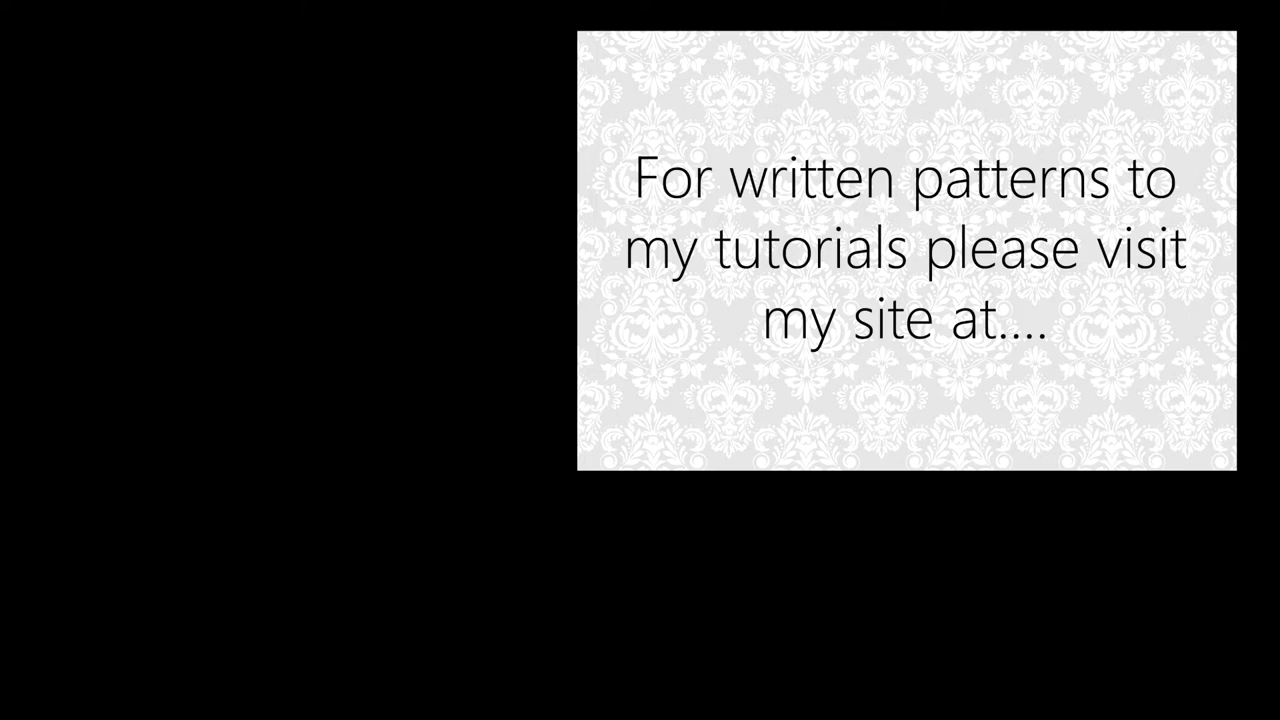 For written patterns to
my tutorials please visit
my site at....